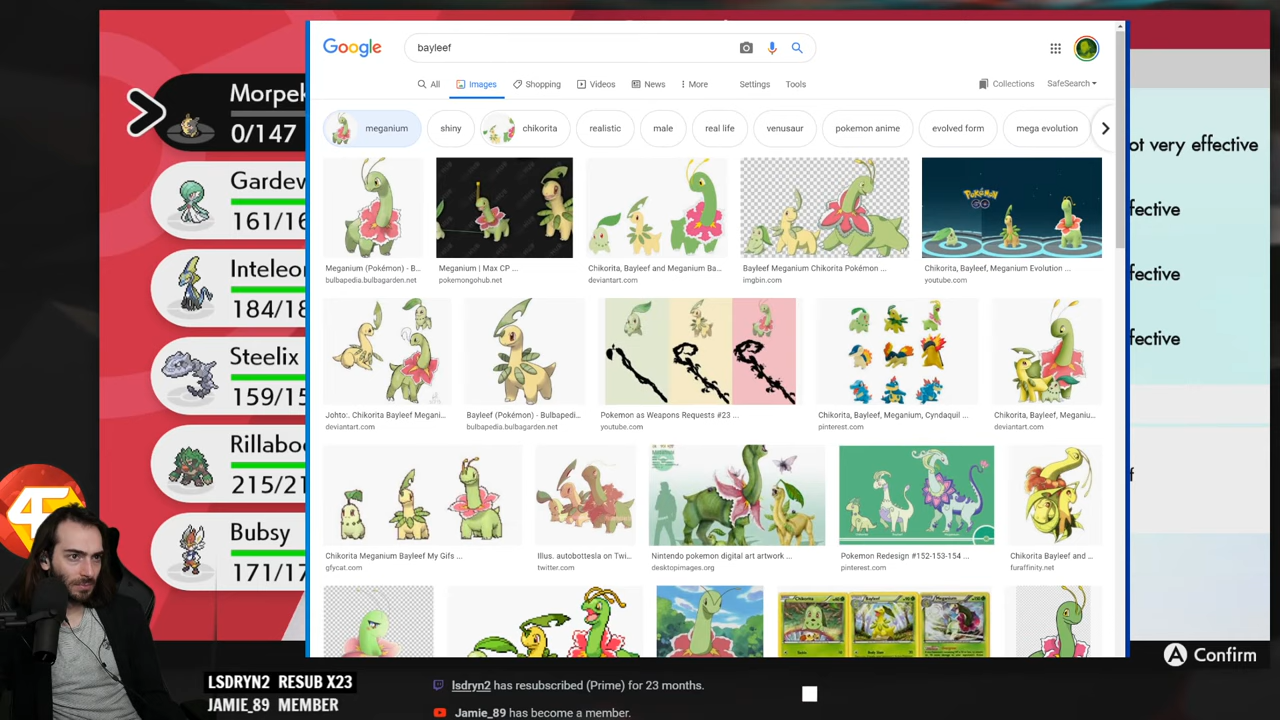 Google
bayleef
All
Images
Shopping
Videos
News
More
Settings
Tools
Collections
SafeSearch
meganium
shiny
chikorita
realistic
male
real life
venusaur
pokemon anime
evolved form
mega evolution
Meganium (Pokémon) - B...
bulbapedia.bulbagarden.net
Meganium | Max CP ...
pokemongohub.net
Chikorita, Bayleef and Meganium Ba...
deviantart.com
Bayleef Meganium Chikorita Pokémon ...
imgbin.com
POKÉMON
GO
Chikorita, Bayleef, Meganium Evolution ...
youtube.com
Johto:. Chikorita Bayleef Megani...
deviantart.com
Bayleef (Pokémon) - Bulbapedi...
bulbapedia.bulbagarden.net
Pokemon as Weapons Requests #23 ...
youtube.com
Chikorita, Bayleef, Meganium, Cyndaquil ...
pinterest.com
Chikorita, Bayleef, Meganiu...
deviantart.com
Chikorita Meganium Bayleef My Gifs ...
gfycat.com
Illus. autobottesla on Twi...
twitter.com
Nintendo pokemon digital art artwork ...
desktopimages.org
Pokemon Redesign #152-153-154 ...
pinterest.com
Chikorita Bayleef and ...
furaffinity.net
Morpek
0/147
Gardev
161/16
Inteleor
184/18
Steelix
159/15
Rillaboo
215/21
Bubsy
171/17
ot very effective
fective
fective
fective
f
A Confirm
LSDRYN2 RESUB X23
JAMIE_89 MEMBER
lsdryn2 has resubscribed (Prime) for 23 months.
Jamie_89 has become a member.